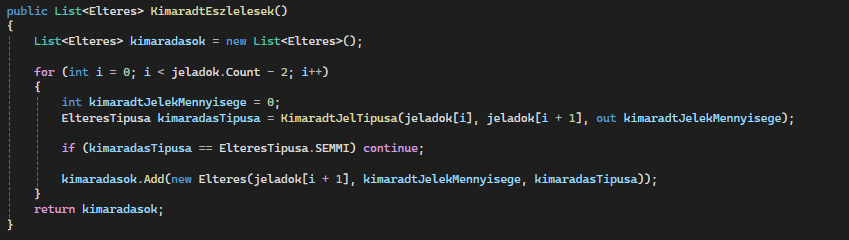 public List<Elteres> KimaradtEszlelesek()
{
List<Elteres> kimaradasok = new List<Elteres>();
for (int i = 0; i < jeladok.Count - 2; i++)
{
int kimaradtJelekMennyisege = 0;
ElteresTipusa kimaradasTipusa = KimaradtJelTipusa(jeladok[i], jeladok[i + 1], out kimaradtJelekMennyisege);
if (kimaradasTipusa == ElteresTipusa.SEMMI) continue;
kimaradasok.Add(new Elteres(jeladok[i + 1], kimaradtJelekMennyisege, kimaradasTipusa));
}
return kimaradasok;
}